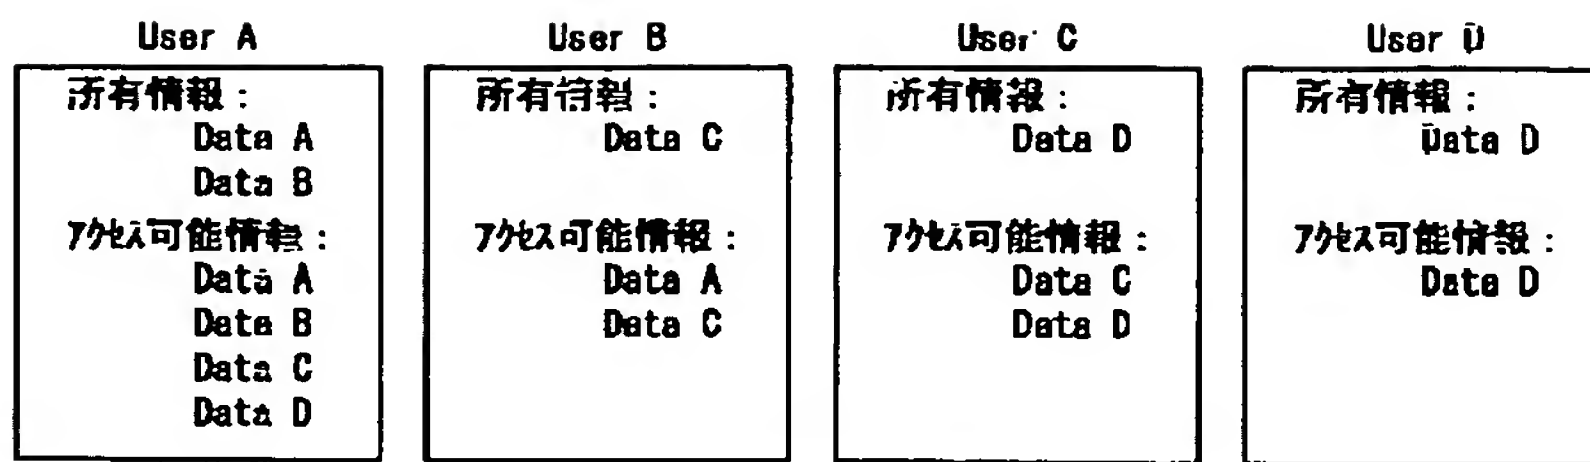 User A
所有情報：
Data A
Data B
アクセス可能情報：
Data A
Data B
Data C
Data D
User B
所有情報：
Data C
アクセス可能情報：
Data A
Data C
User C
所有情報：
Data D
アクセス可能情報：
Data C
Data D
User D
所有情報：
Data D
アクセス可能情報：
Data D